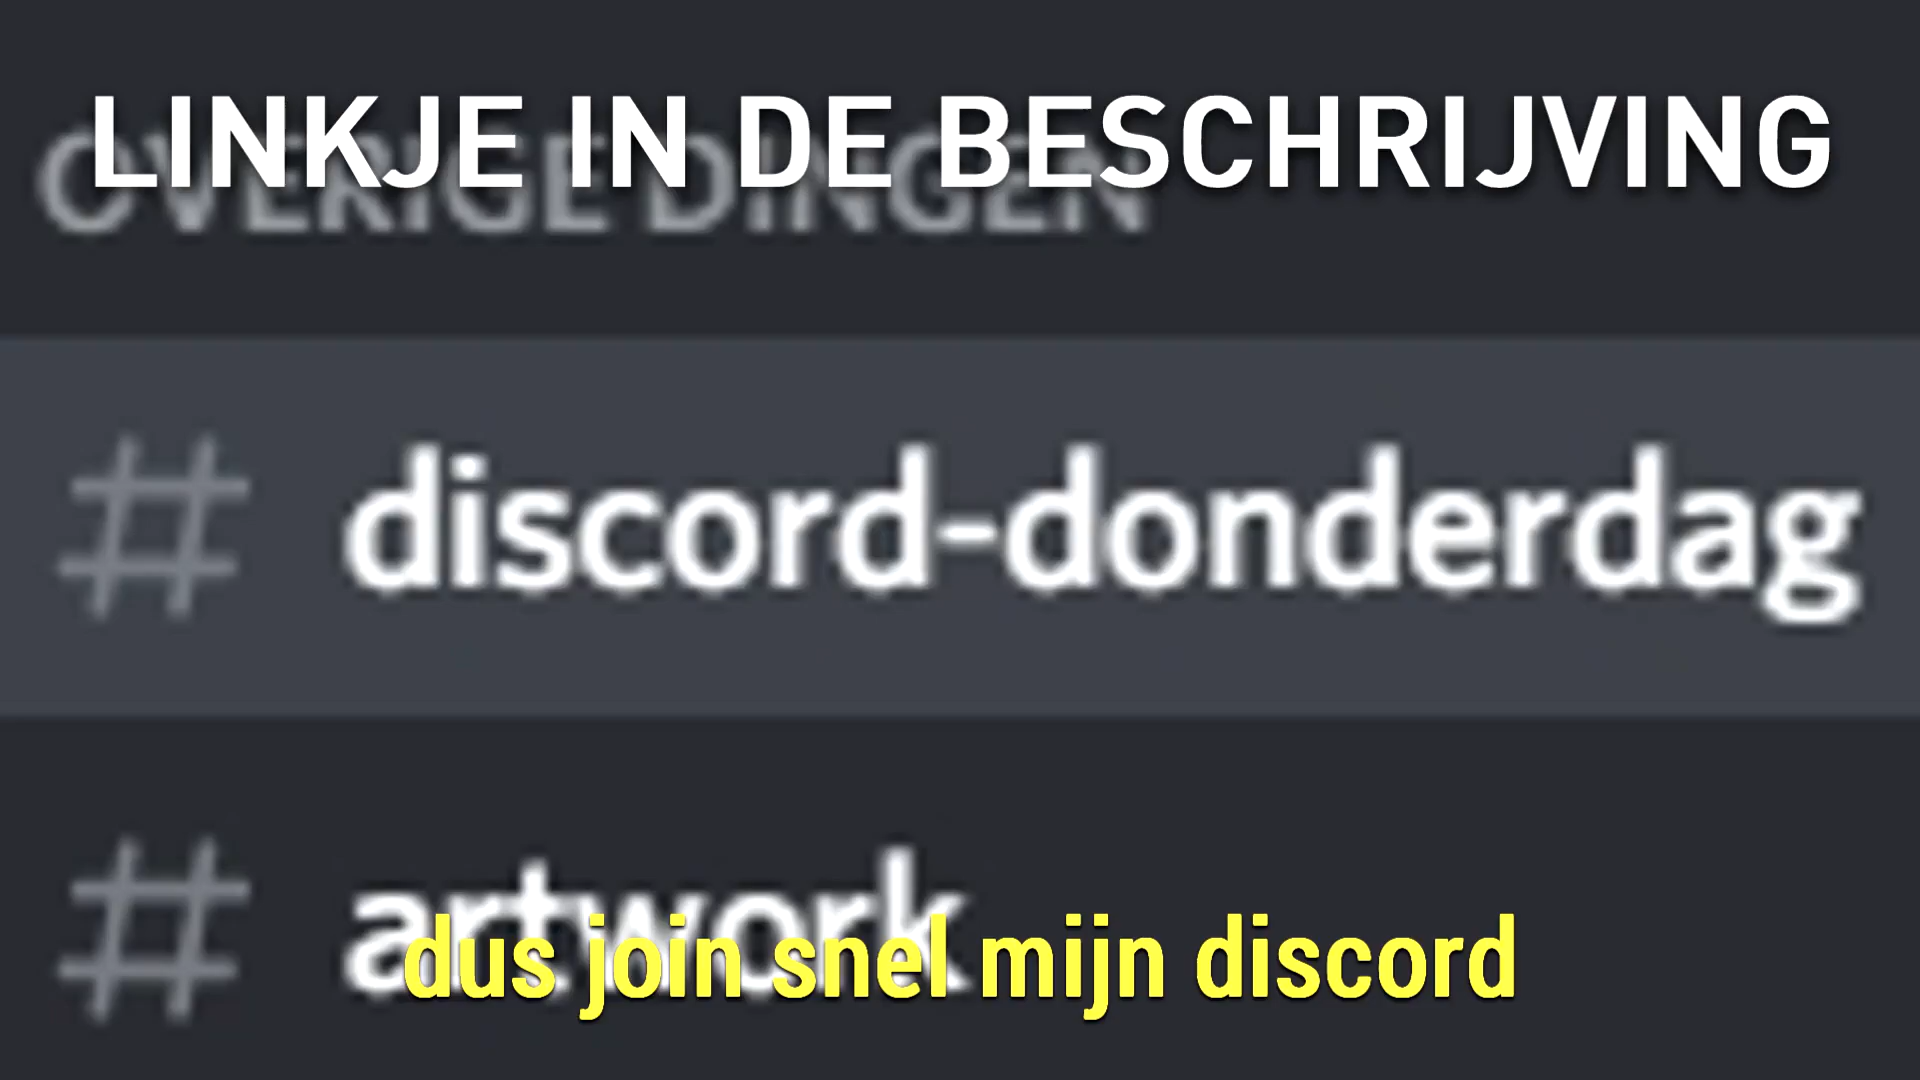 LINKJE IN DE BESCHRIJVING
OVERIGE DINGEN
# discord-donderdag
# artwork
dus join snel mijn discord